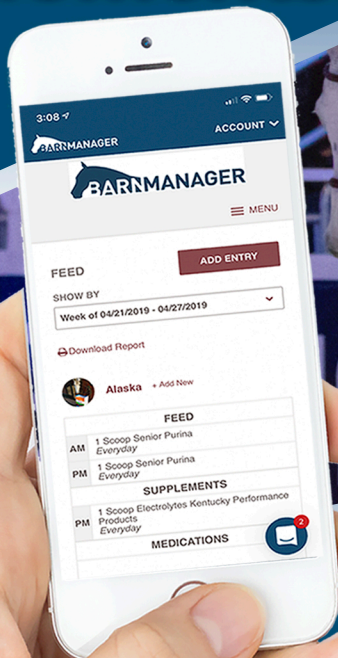 3:08
BARNMANAGER
ACCOUNT
BARNMANAGER
MENU
FEED
ADD ENTRY
SHOW BY
Week of 04/21/2019 - 04/27/2019
Download Report
Alaska + Add New
FEED
AM 1 Scoop Senior Purina
Everyday
PM 1 Scoop Senior Purina
Everyday
SUPPLEMENTS
PM 1 Scoop Electrolytes Kentucky Performance
Products
Everyday
2
MEDICATIONS